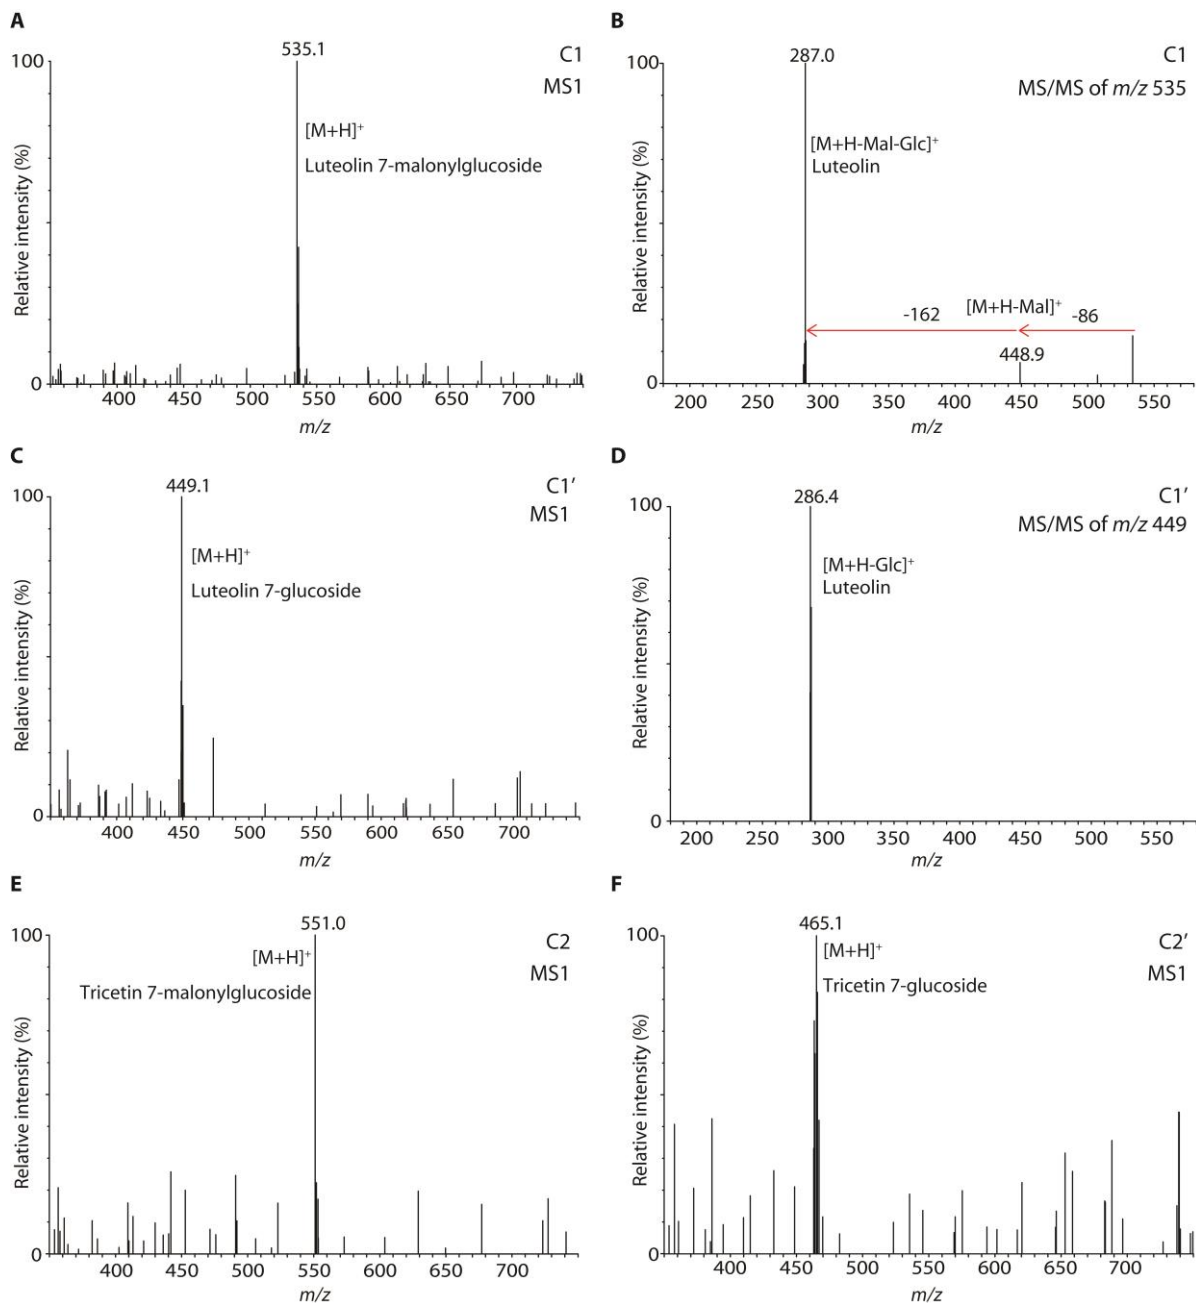 A
535.1
100
C1
MS1
[M+H]+
Luteolin 7-malonylglucoside
Relative intensity (%)
0
400 450 500 550 600 650 700
m/z
B
287.0
100
C1
MS/MS of m/z 535
[M+H-Mal-Glc]+
Luteolin
[M+H-Mal]+
-162
-86
448.9
Relative intensity (%)
0
200 250 300 350 400 450 500 550
m/z
C
449.1
100
C1’
MS1
[M+H]+
Luteolin 7-glucoside
Relative intensity (%)
0
400 450 500 550 600 650 700
m/z
D
286.4
100
C1’
MS/MS of m/z 449
[M+H-Glc]+
Luteolin
Relative intensity (%)
0
200 250 300 350 400 450 500 550
m/z
E
551.0
100
C2
MS1
[M+H]+
Tricetin 7-malonylglucoside
Relative intensity (%)
0
400 450 500 550 600 650 700
m/z
F
465.1
100
C2’
MS1
[M+H]+
Tricetin 7-glucoside
Relative intensity (%)
0
400 450 500 550 600 650 700
m/z